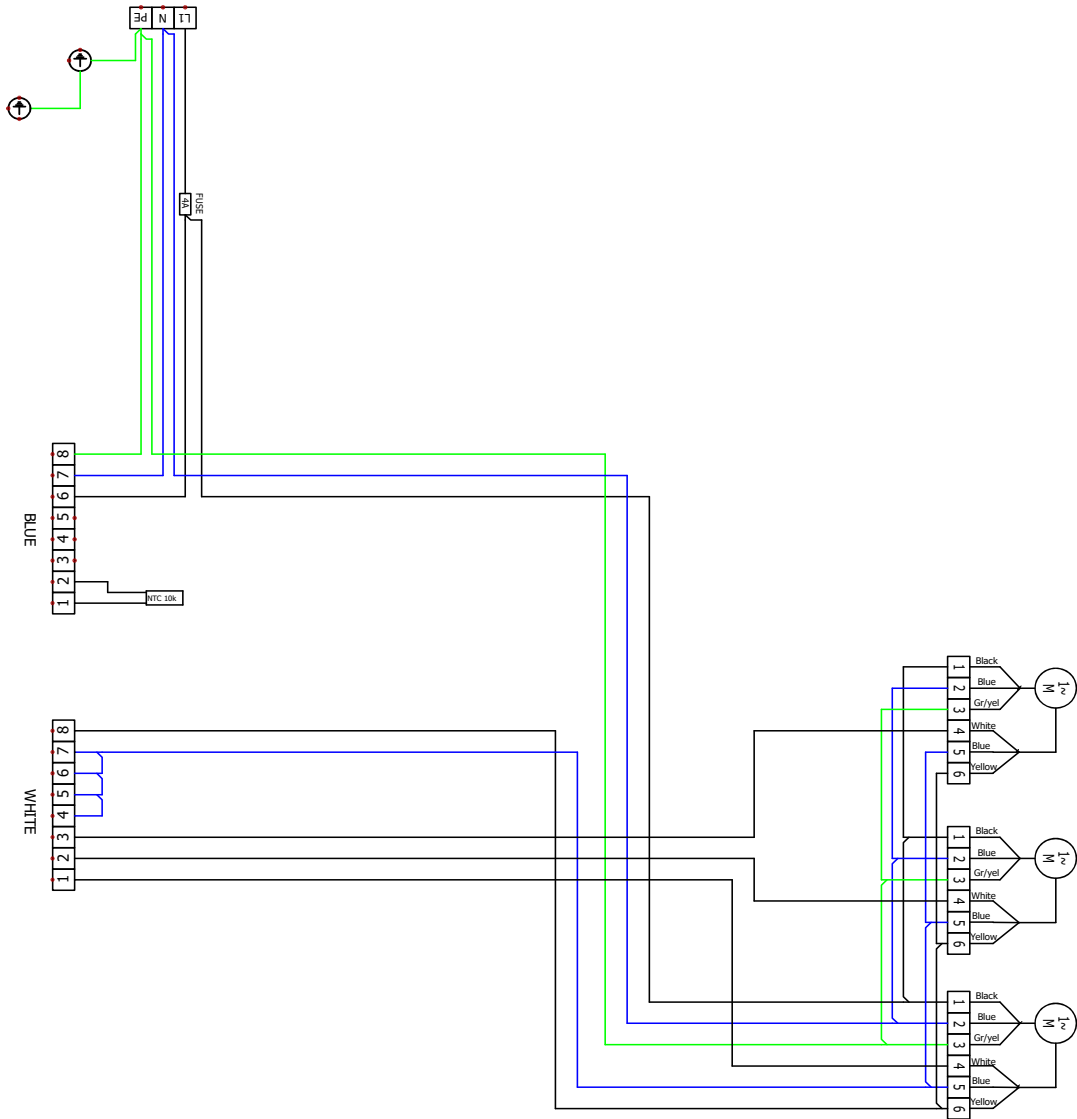 PE N L1
4A
FUSE
8
7
6
5
4
3
2
1
BLUE
NTC 10k
8
7
6
5
4
3
2
1
WHITE
1 Black
2 Blue
3 Gr/yel
4 White
5 Blue
6 Yellow
1~
M
1 Black
2 Blue
3 Gr/yel
4 White
5 Blue
6 Yellow
1~
M
1 Black
2 Blue
3 Gr/yel
4 White
5 Blue
6 Yellow
1~
M